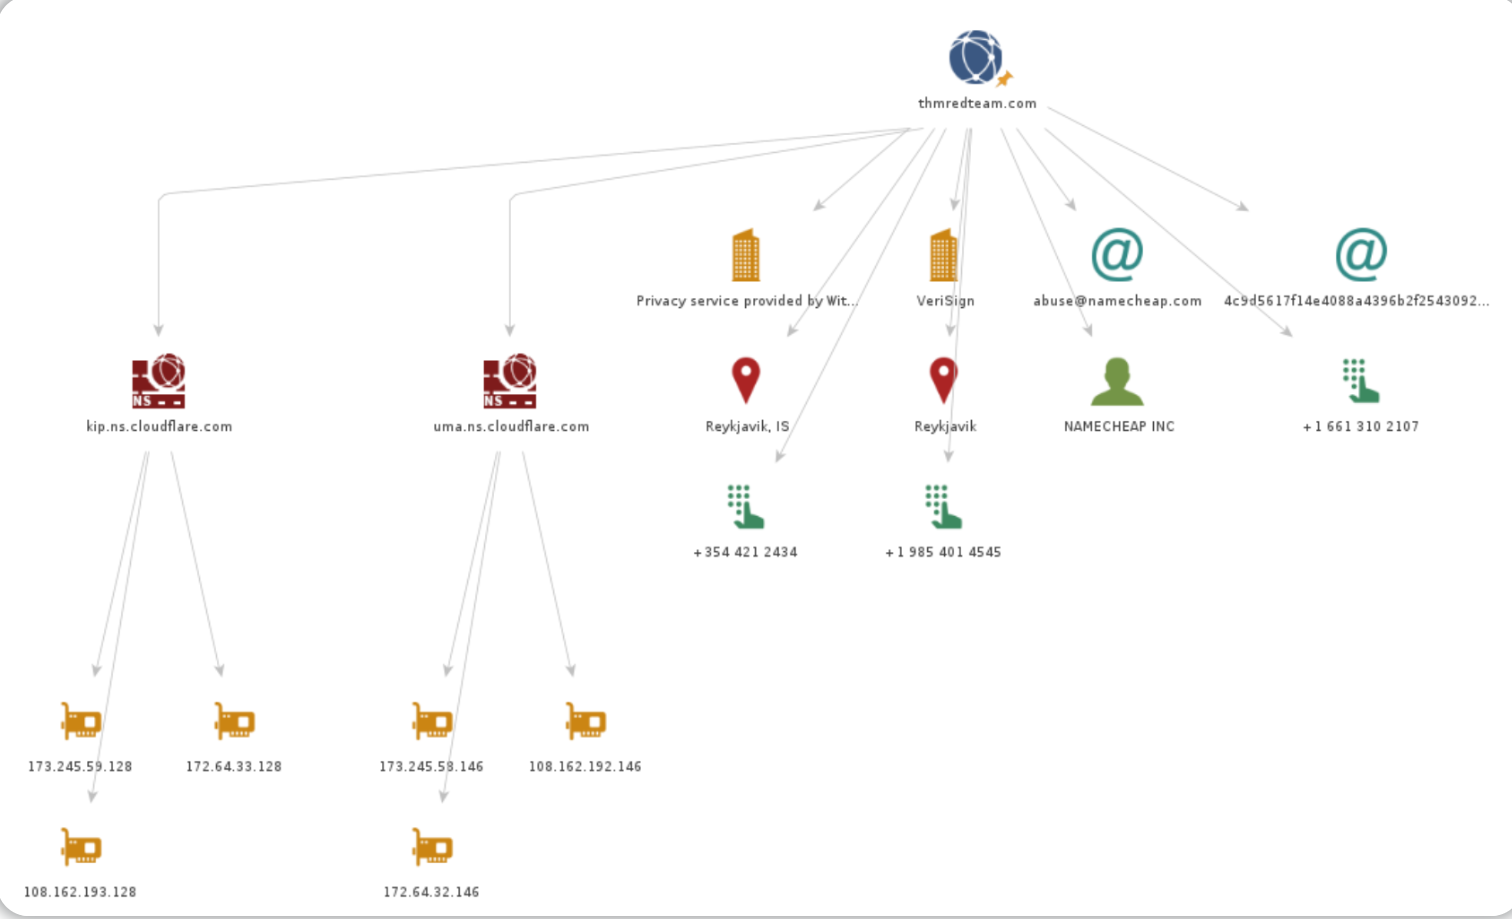 thmredteam.com
Privacy service provided by Wit...
VeriSign
abuse@namecheap.com
4c9d5617f14e4088a4396b2f2543092...
NS
kip.ns.cloudflare.com
NS
uma.ns.cloudflare.com
Reykjavik, IS
Reykjavik
NAMECHEAP INC
+1 661 310 2107
+354 421 2434
+1 985 401 4545
173.245.59.128
172.64.33.128
173.245.58.146
108.162.192.146
108.162.193.128
172.64.32.146